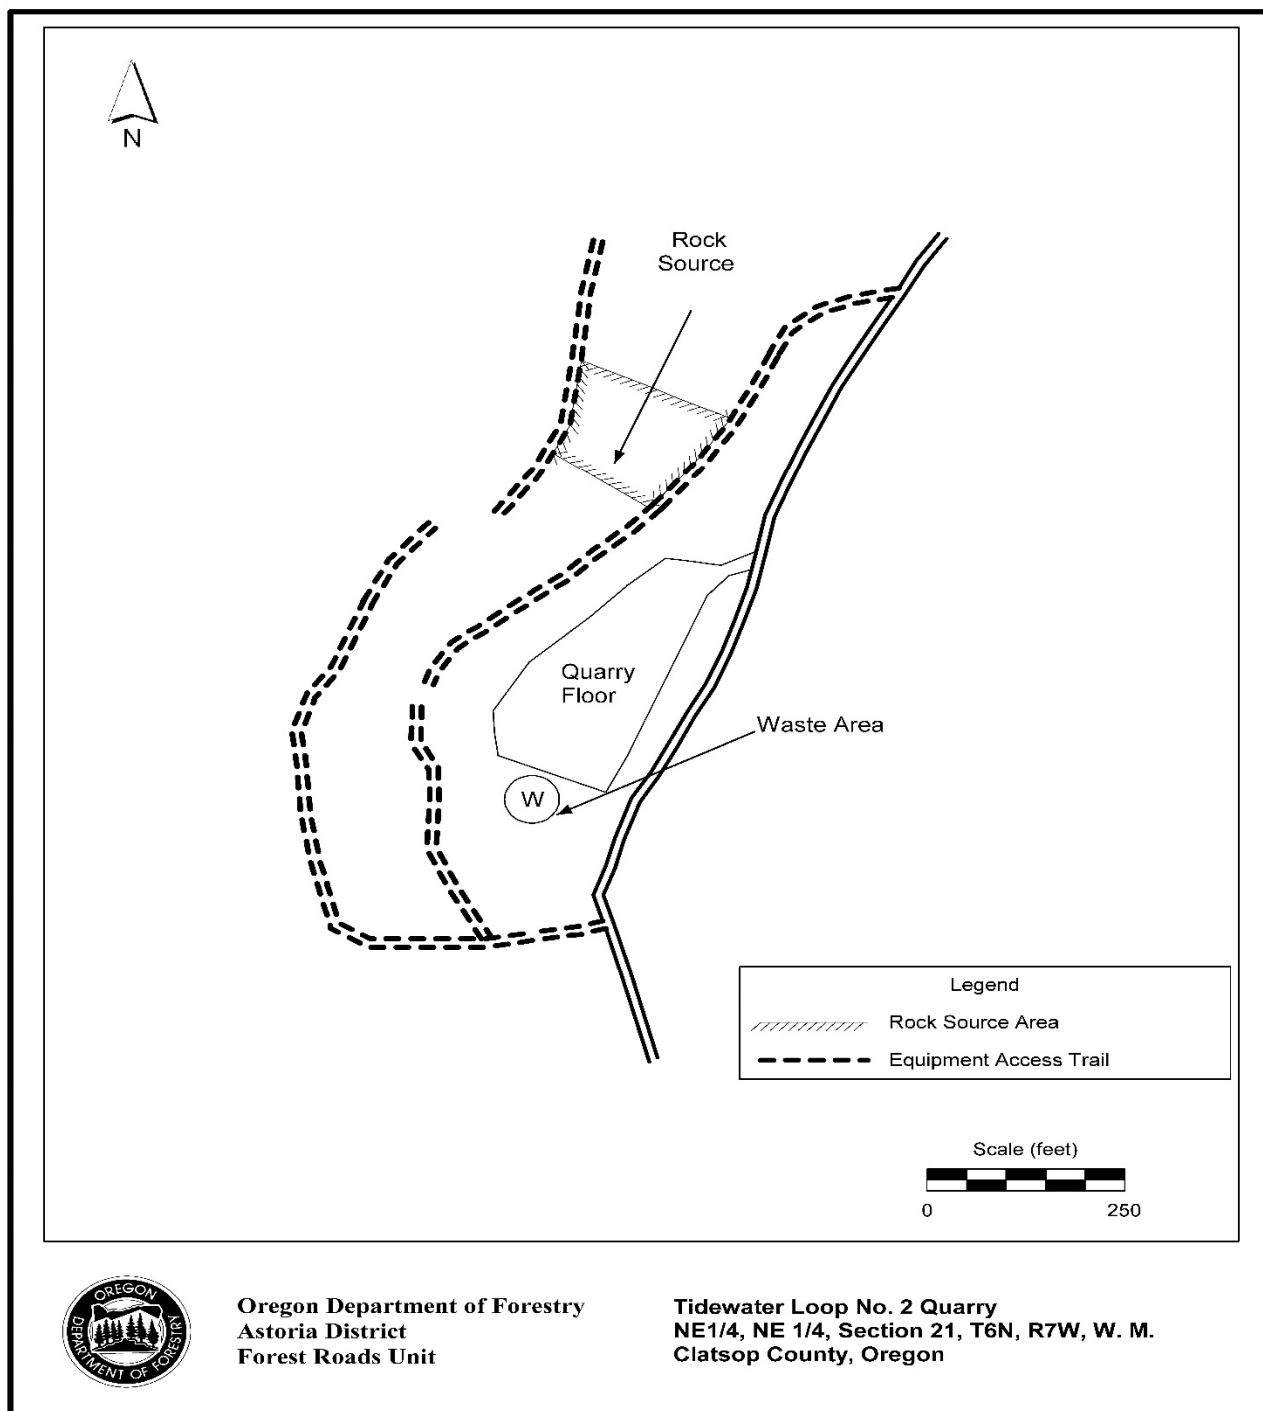 N
Rock
Source
Quarry
Floor
Waste Area
W
Legend
Rock Source Area
Equipment Access Trail
Scale (feet)
0 250
OREGON
DEPARTMENT OF FORESTRY
Oregon Department of Forestry
Astoria District
Forest Roads Unit
Tidewater Loop No. 2 Quarry
NE1/4, NE 1/4, Section 21, T6N, R7W, W. M.
Clatsop County, Oregon